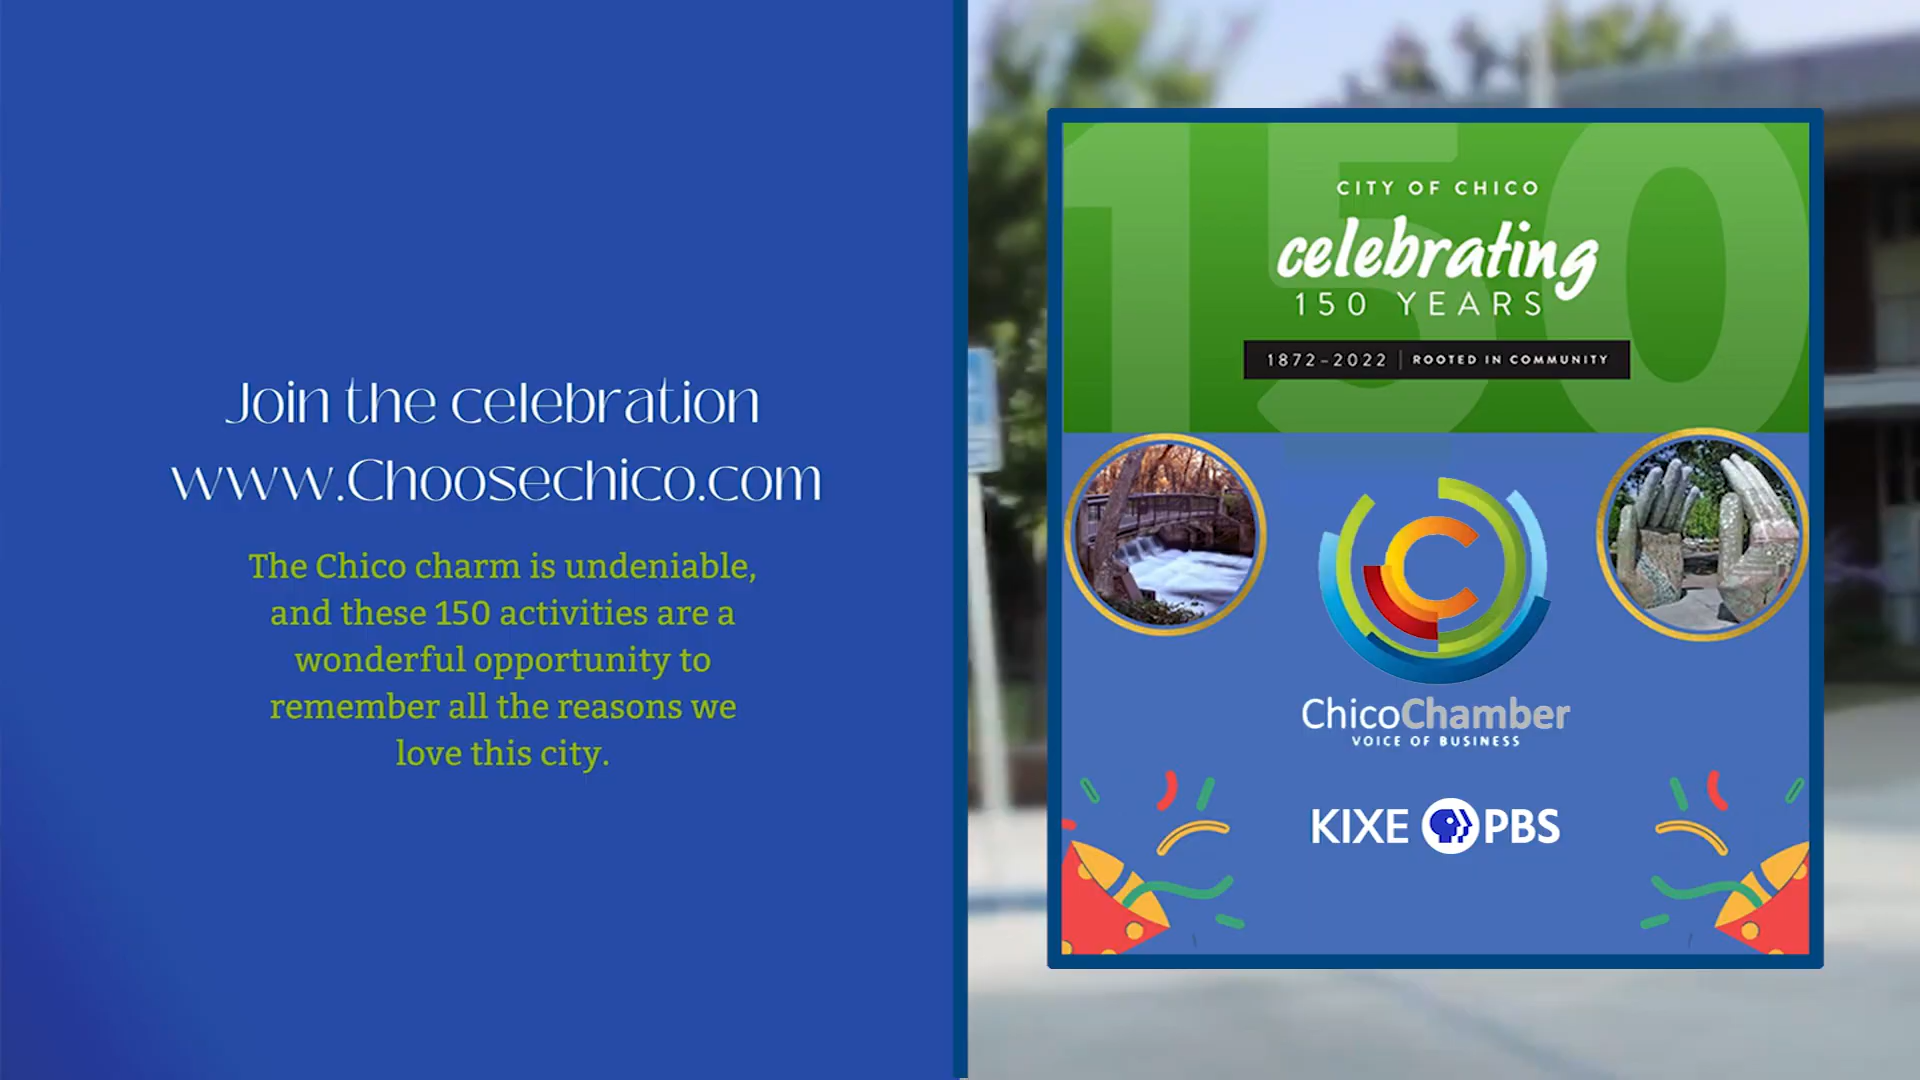 Join the celebration
www.Choosechico.com
The Chico charm is undeniable,
and these 150 activities are a
wonderful opportunity to
remember all the reasons we
love this city.
150
CITY OF CHICO
celebrating
150 YEARS
1872-2022 | ROOTED IN COMMUNITY
ChicoChamber
VOICE OF BUSINESS
KIXE PBS